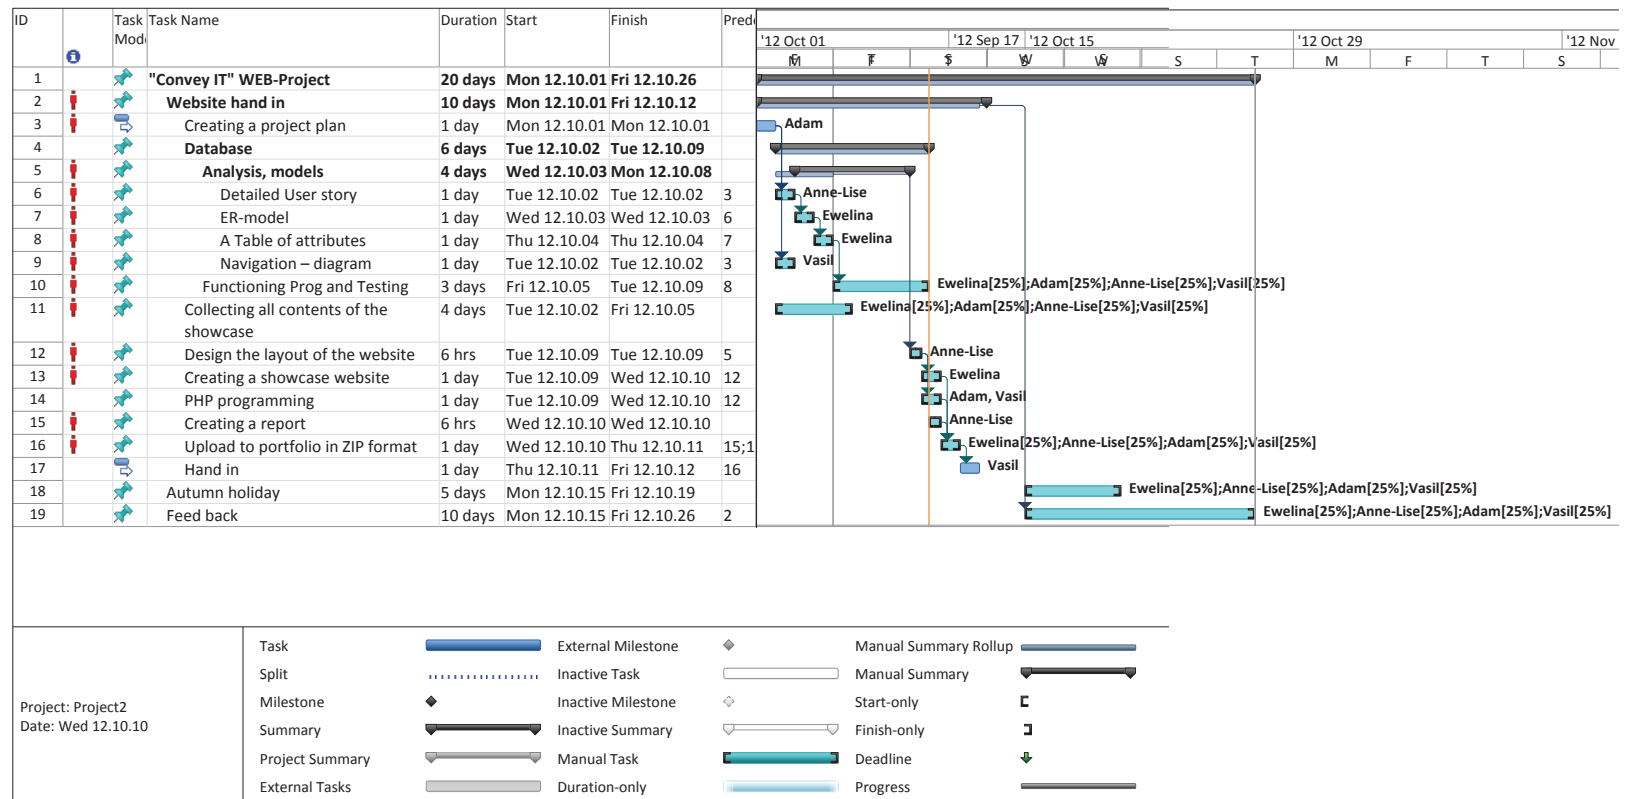 ID Task Mode Task Name Duration Start Finish Prede
'12 Oct 01 '12 Sep 17 '12 Oct 15 '12 Oct 29 '12 Nov
S W S T M F T S
1 "Convey IT" WEB-Project 20 days Mon 12.10.01 Fri 12.10.26
2 Website hand in 10 days Mon 12.10.01 Fri 12.10.12
3 Creating a project plan 1 day Mon 12.10.01 Mon 12.10.01 Adam
4 Database 6 days Tue 12.10.02 Tue 12.10.09
5 Analysis, models 4 days Wed 12.10.03 Mon 12.10.08
6 Detailed User story 1 day Tue 12.10.02 Tue 12.10.02 3 Anne-Lise
7 ER-model 1 day Wed 12.10.03 Wed 12.10.03 6 Ewelina
8 A Table of attributes 1 day Thu 12.10.04 Thu 12.10.04 7 Ewelina
9 Navigation – diagram 1 day Tue 12.10.02 Tue 12.10.02 3 Vasil
10 Functioning Prog and Testing 3 days Fri 12.10.05 Tue 12.10.09 8 Ewelina[25%];Adam[25%];Anne-Lise[25%];Vasil[25%]
11 Collecting all contents of the 4 days Tue 12.10.02 Fri 12.10.05 Ewelina[25%];Adam[25%];Anne-Lise[25%];Vasil[25%]
showcase
12 Design the layout of the website 6 hrs Tue 12.10.09 Tue 12.10.09 5 Anne-Lise
13 Creating a showcase website 1 day Tue 12.10.09 Wed 12.10.10 12 Ewelina
14 PHP programming 1 day Tue 12.10.09 Wed 12.10.10 12 Adam, Vasil
15 Creating a report 6 hrs Wed 12.10.10 Wed 12.10.10 Anne-Lise
16 Upload to portfolio in ZIP format 1 day Wed 12.10.10 Thu 12.10.11 15;1 Ewelina[25%];Anne-Lise[25%];Adam[25%];Vasil[25%]
17 Hand in 1 day Thu 12.10.11 Fri 12.10.12 16 Vasil
18 Autumn holiday 5 days Mon 12.10.15 Fri 12.10.19 Ewelina[25%];Anne-Lise[25%];Adam[25%];Vasil[25%]
19 Feed back 10 days Mon 12.10.15 Fri 12.10.26 2 Ewelina[25%];Anne-Lise[25%];Adam[25%];Vasil[25%]
Project: Project2
Date: Wed 12.10.10
Task External Milestone Manual Summary Rollup
Split Inactive Task Manual Summary
Milestone Inactive Milestone Start-only
Summary Inactive Summary Finish-only
Project Summary Manual Task Deadline
External Tasks Duration-only Progress